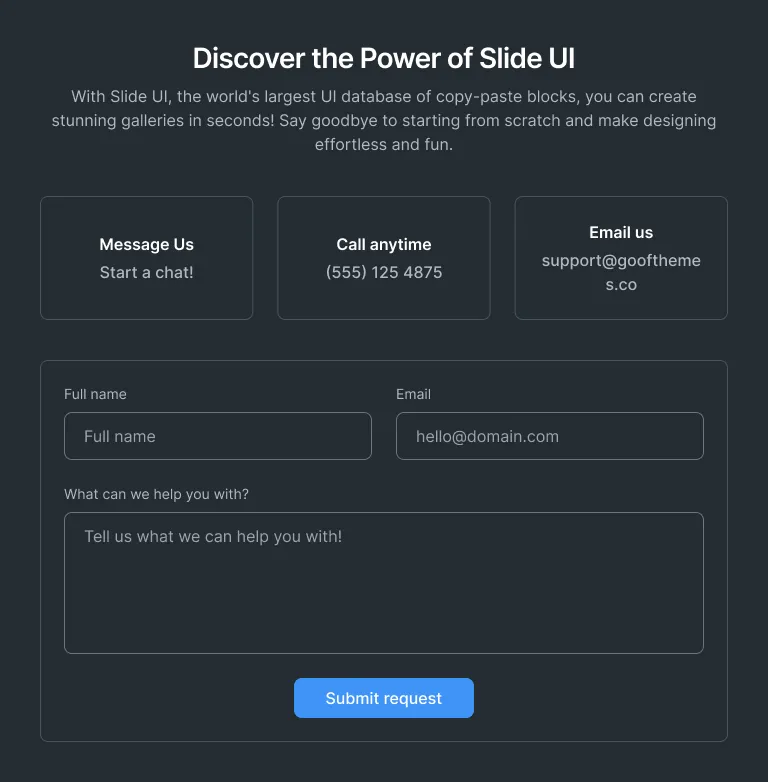 Discover the Power of Slide UI
With Slide UI, the world's largest UI database of copy-paste blocks, you can create
stunning galleries in seconds! Say goodbye to starting from scratch and make designing
effortless and fun.
Message Us
Start a chat!
Call anytime
(555) 125 4875
Email us
support@gooftheme
s.co
Full name
Full name
Email
hello@domain.com
What can we help you with?
Tell us what we can help you with!
Submit request